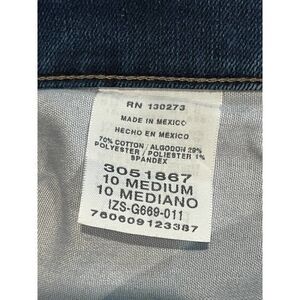 RN 130273
MADE IN MEXICO
HECHO EN MEXICO
70% COTTON / ALGODON 29%
POLYESTER / POLIESTER 1%
SPANDEX
3051867
10 MEDIUM
10 MEDIANO
IZS-G669-011
760609123387